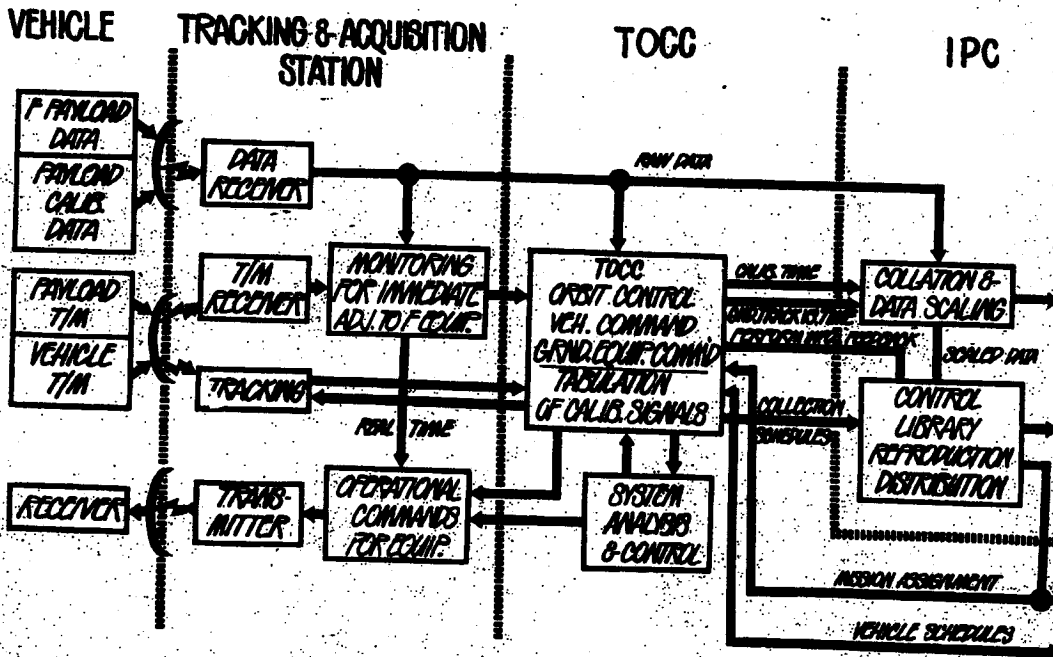 VEHICLE
TRACKING & ACQUISITION
STATION
TOCC
IPC
F PAYLOAD
DATA
PAYLOAD
CALIB.
DATA
PAYLOAD
T/M
VEHICLE
T/M
RECEIVER
DATA
RECEIVER
T/M
RECEIVER
TRACKING
TRANS-
MITTER
MONITORING
FOR IMMEDIATE
ADJ. TO F EQUIP.
REAL TIME
OPERATIONAL
COMMANDS
FOR EQUIP.
RAW DATA
TOCC
ORBIT CONTROL
VEH. COMMAND
GRND. EQUIP COMMD
TABULATION
OF CALIB. SIGNALS
SYSTEM
ANALYSIS
& CONTROL
CALIB. TIME
PERFORMANCE FEEDBACK
COLLECTION
SCHEDULES
COLLATION &
DATA SCALING
SCALED DATA
CONTROL
LIBRARY
REPRODUCTION
DISTRIBUTION
MISSION ASSIGNMENT
VEHICLE SCHEDULES